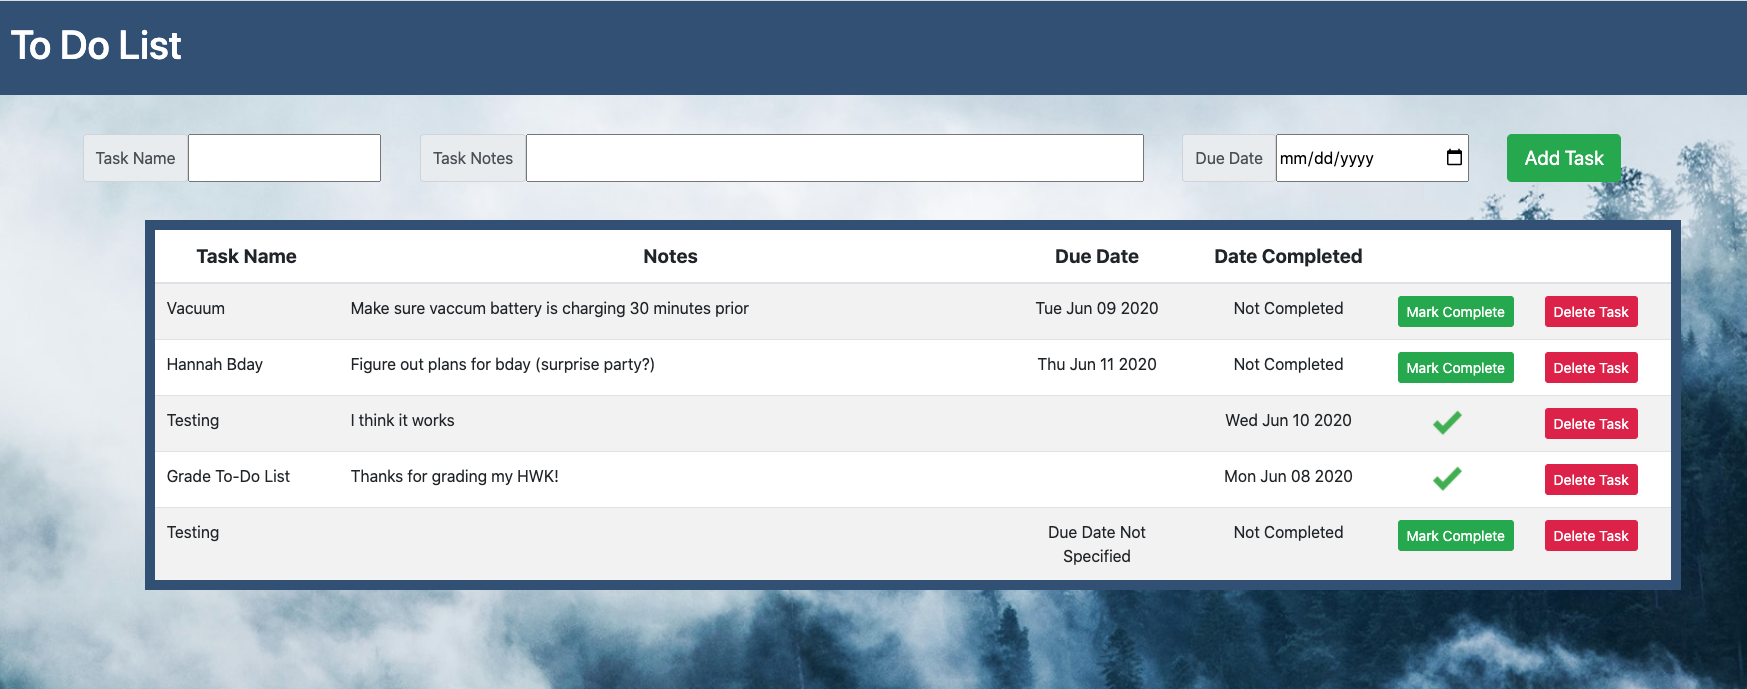 To Do List
Task Name Task Notes Due Date mm/dd/yyyy Add Task
Task Name Notes Due Date Date Completed
Vacuum Make sure vaccum battery is charging 30 minutes prior Tue Jun 09 2020 Not Completed Mark Complete Delete Task
Hannah Bday Figure out plans for bday (surprise party?) Thu Jun 11 2020 Not Completed Mark Complete Delete Task
Testing I think it works Wed Jun 10 2020 Delete Task
Grade To-Do List Thanks for grading my HWK! Mon Jun 08 2020 Delete Task
Testing Due Date Not Specified Not Completed Mark Complete Delete Task